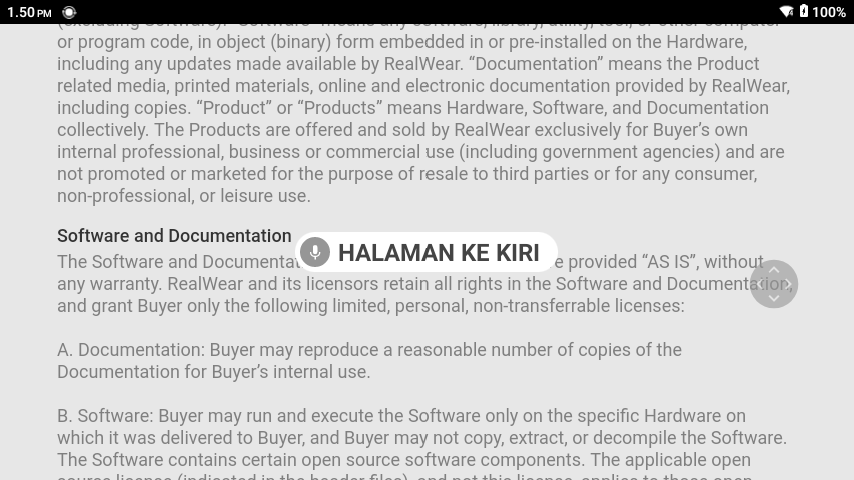 1.50 PM
100%
or program code, in object (binary) form embedded in or pre-installed on the Hardware,
including any updates made available by RealWear. “Documentation” means the Product
related media, printed materials, online and electronic documentation provided by RealWear,
including copies. “Product” or “Products” means Hardware, Software, and Documentation
collectively. The Products are offered and sold by RealWear exclusively for Buyer’s own
internal professional, business or commercial use (including government agencies) and are
not promoted or marketed for the purpose of resale to third parties or for any consumer,
non-professional, or leisure use.
Software and Documentation
HALAMAN KE KIRI
The Software and provided “AS IS”, without
any warranty. RealWear and its licensors retain all rights in the Software and Documentation,
and grant Buyer only the following limited, personal, non-transferrable licenses:
A. Documentation: Buyer may reproduce a reasonable number of copies of the
Documentation for Buyer’s internal use.
B. Software: Buyer may run and execute the Software only on the specific Hardware on
which it was delivered to Buyer, and Buyer may not copy, extract, or decompile the Software.
The Software contains certain open source software components. The applicable open